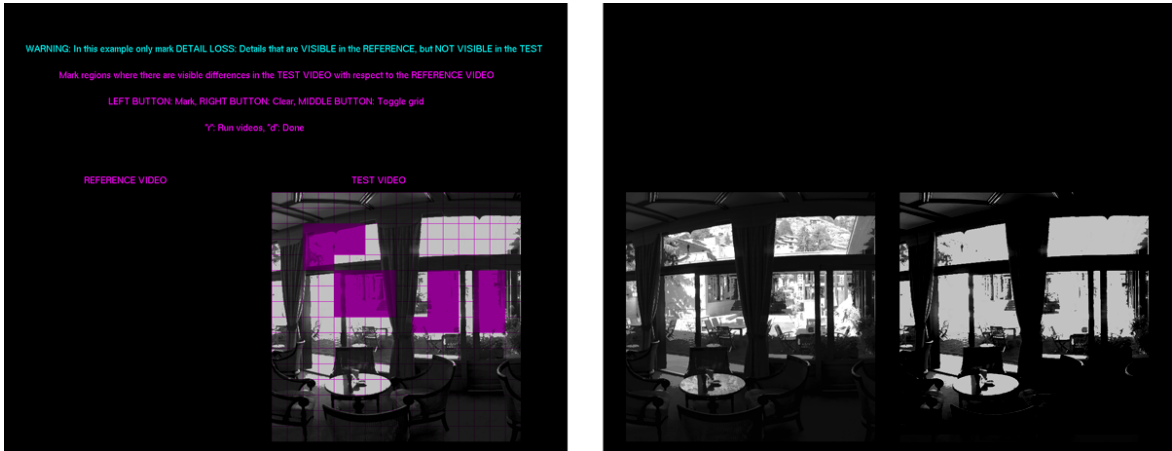 WARNING: In this example only mark DETAIL LOSS: Details that are VISIBLE in the REFERENCE, but NOT VISIBLE in the TEST
Mark regions where there are visible differences in the TEST VIDEO with respect to the REFERENCE VIDEO
LEFT BUTTON: Mark, RIGHT BUTTON: Clear, MIDDLE BUTTON: Toggle grid
"r": Run videos, "d": Done
REFERENCE VIDEO
TEST VIDEO